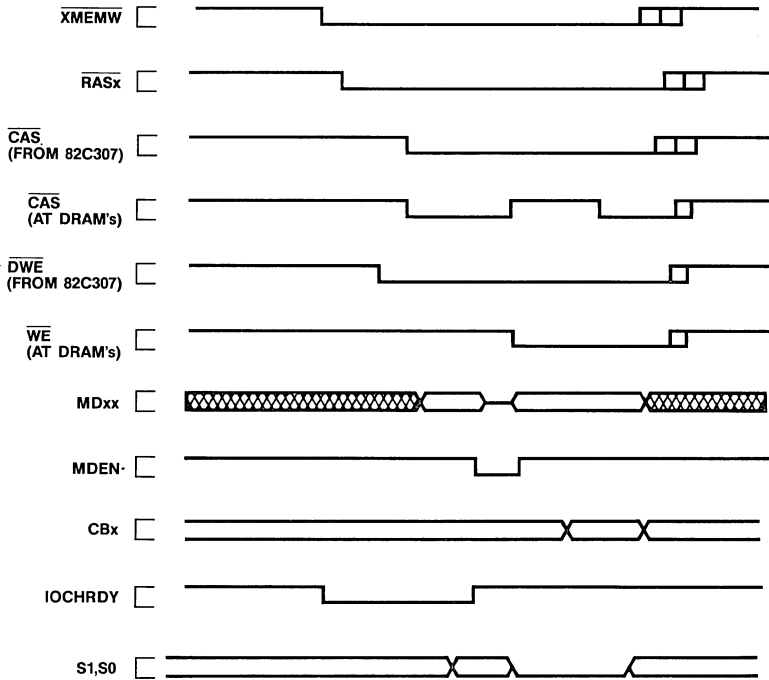 XMEMW
RASx
CAS
(FROM 82C307)
CAS
(AT DRAM's)
DWE
(FROM 82C307)
WE
(AT DRAM's)
MDxx
MDEN·
CBx
IOCHRDY
S1,S0